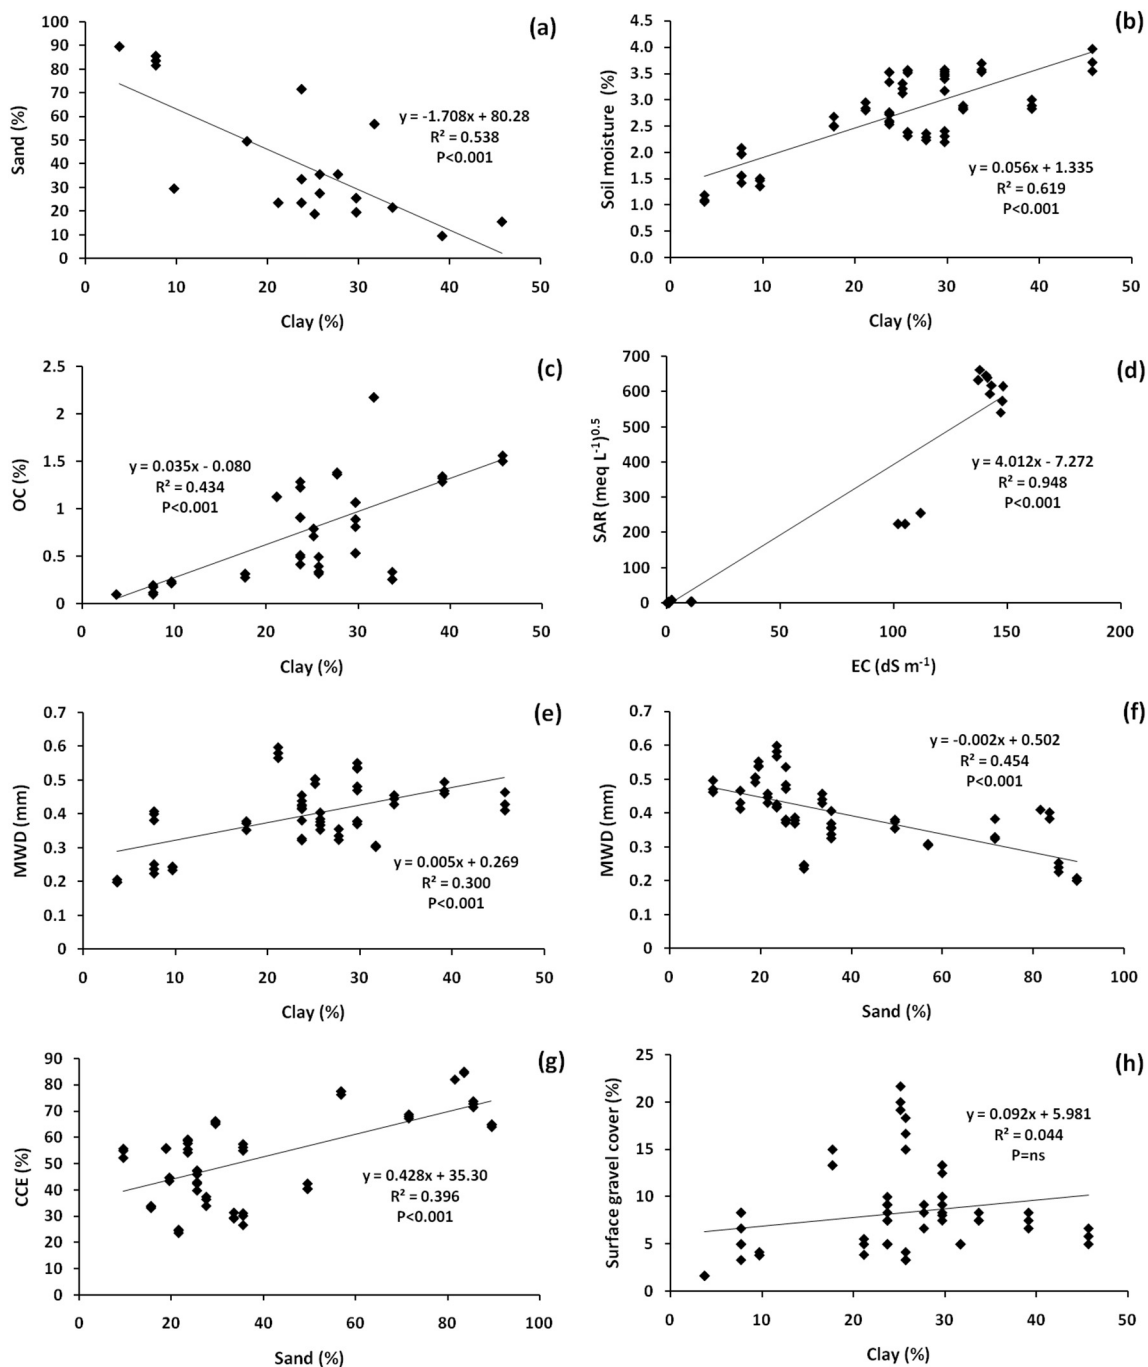 (a)
100
90
80
70
60
50
40
30
20
10
0
Sand (%)
y = -1.708x + 80.28
R² = 0.538
P<0.001
0 10 20 30 40 50
Clay (%)
(b)
4.5
4.0
3.5
3.0
2.5
2.0
1.5
1.0
0.5
0.0
Soil moisture (%)
y = 0.056x + 1.335
R² = 0.619
P<0.001
0 10 20 30 40 50
Clay (%)
(c)
2.5
2
1.5
1
0.5
0
OC (%)
y = 0.035x - 0.080
R² = 0.434
P<0.001
0 10 20 30 40 50
Clay (%)
(d)
700
600
500
400
300
200
100
0
SAR (meq L⁻¹)⁰·⁵
y = 4.012x - 7.272
R² = 0.948
P<0.001
0 50 100 150 200
EC (dS m⁻¹)
(e)
0.7
0.6
0.5
0.4
0.3
0.2
0.1
0
MWD (mm)
y = 0.005x + 0.269
R² = 0.300
P<0.001
0 10 20 30 40 50
Clay (%)
(f)
0.7
0.6
0.5
0.4
0.3
0.2
0.1
0
MWD (mm)
y = -0.002x + 0.502
R² = 0.454
P<0.001
0 20 40 60 80 100
Sand (%)
(g)
90
80
70
60
50
40
30
20
10
0
CCE (%)
y = 0.428x + 35.30
R² = 0.396
P<0.001
0 20 40 60 80 100
Sand (%)
(h)
25
20
15
10
5
0
Surface gravel cover (%)
y = 0.092x + 5.981
R² = 0.044
P=ns
0 10 20 30 40 50
Clay (%)